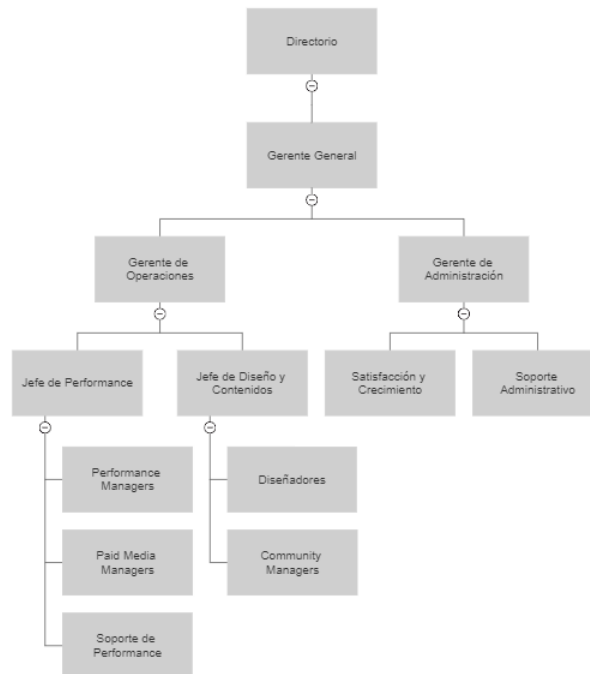 Directorio
Gerente General
Gerente de
Operaciones
Gerente de
Administración
Jefe de Performance
Jefe de Diseño y
Contenidos
Satisfacción y
Crecimiento
Soporte
Administrativo
Performance
Managers
Diseñadores
Paid Media
Managers
Community
Managers
Soporte de
Performance